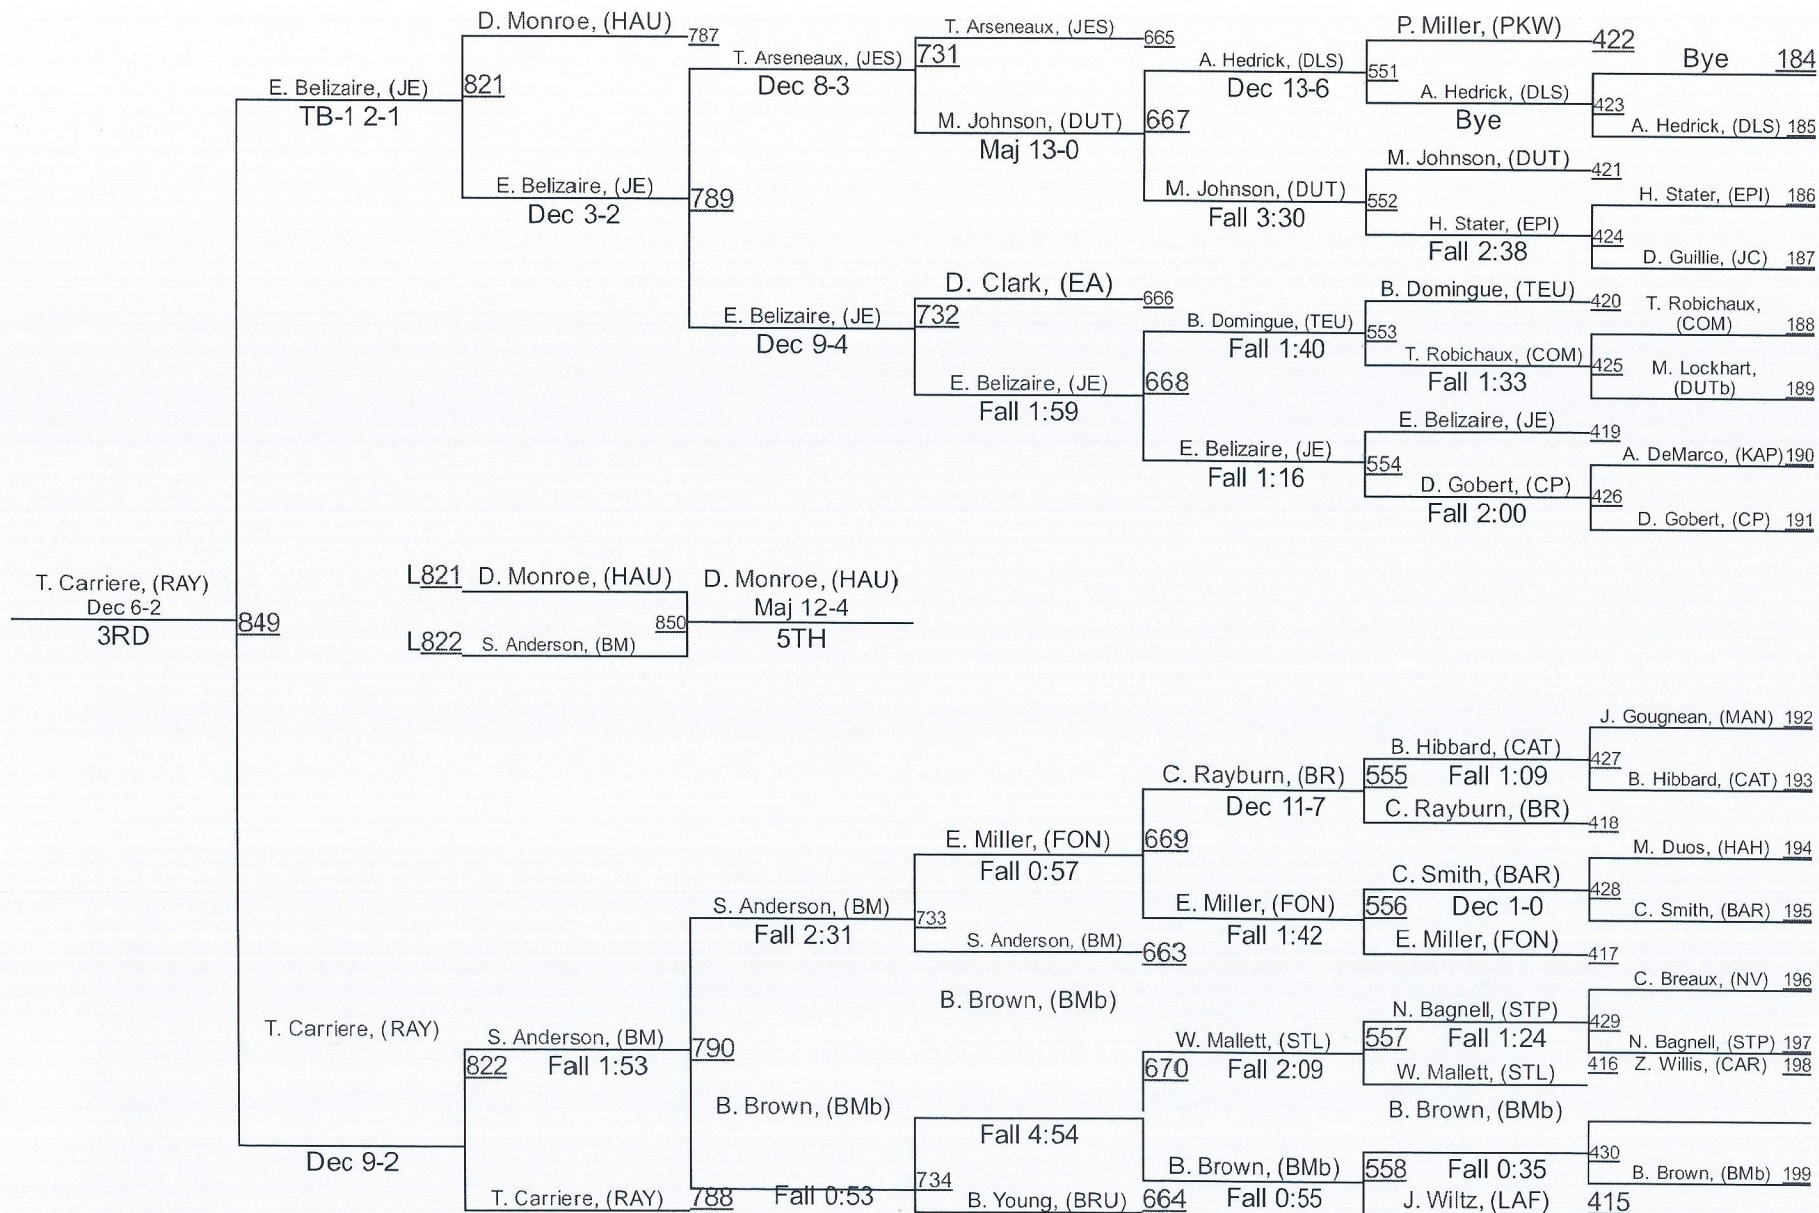 D. Monroe, (HAU)
787
E. Belizaire, (JE)
TB-1 2-1
821
E. Belizaire, (JE)
Dec 3-2
T. Arseneaux, (JES)
Dec 8-3
789
E. Belizaire, (JE)
Dec 9-4
T. Arseneaux, (JES)
665
731
M. Johnson, (DUT)
Maj 13-0
D. Clark, (EA)
666
732
E. Belizaire, (JE)
Fall 1:59
A. Hedrick, (DLS)
Dec 13-6
667
M. Johnson, (DUT)
Fall 3:30
B. Domingue, (TEU)
Fall 1:40
668
E. Belizaire, (JE)
Fall 1:16
P. Miller, (PKW)
422
551
A. Hedrick, (DLS)
Bye
M. Johnson, (DUT)
421
552
H. Stater, (EPI)
Fall 2:38
B. Domingue, (TEU)
420
553
T. Robichaux, (COM)
Fall 1:33
E. Belizaire, (JE)
419
554
D. Gobert, (CP)
Fall 2:00
Bye 184
423
A. Hedrick, (DLS) 185
H. Stater, (EPI) 186
424
D. Guillie, (JC) 187
T. Robichaux,
(COM) 188
425
M. Lockhart,
(DUTb) 189
A. DeMarco, (KAP) 190
426
D. Gobert, (CP) 191
T. Carriere, (RAY)
Dec 6-2
3RD
849
L821 D. Monroe, (HAU)
L822 S. Anderson, (BM)
850
D. Monroe, (HAU)
Maj 12-4
5TH
T. Carriere, (RAY)
Dec 9-2
S. Anderson, (BM)
822 Fall 1:53
T. Carriere, (RAY) 788
S. Anderson, (BM)
Fall 2:31
790
B. Brown, (BMb)
Fall 0:53
E. Miller, (FON)
Fall 0:57
733
S. Anderson, (BM) 663
B. Brown, (BMb)
Fall 4:54
734
B. Young, (BRU) 664
C. Rayburn, (BR)
Dec 11-7
669
E. Miller, (FON)
Fall 1:42
W. Mallett, (STL)
670 Fall 2:09
B. Brown, (BMb)
Fall 0:55
B. Hibbard, (CAT)
555 Fall 1:09
C. Rayburn, (BR)
418
C. Smith, (BAR)
556 Dec 1-0
E. Miller, (FON)
417
N. Bagnell, (STP)
557 Fall 1:24
W. Mallett, (STL)
416
B. Brown, (BMb)
558 Fall 0:35
J. Wiltz, (LAF) 415
J. Gougnean, (MAN) 192
427
B. Hibbard, (CAT) 193
M. Duos, (HAH) 194
428
C. Smith, (BAR) 195
C. Breaux, (NV) 196
429
N. Bagnell, (STP) 197
Z. Willis, (CAR) 198
430
B. Brown, (BMb) 199